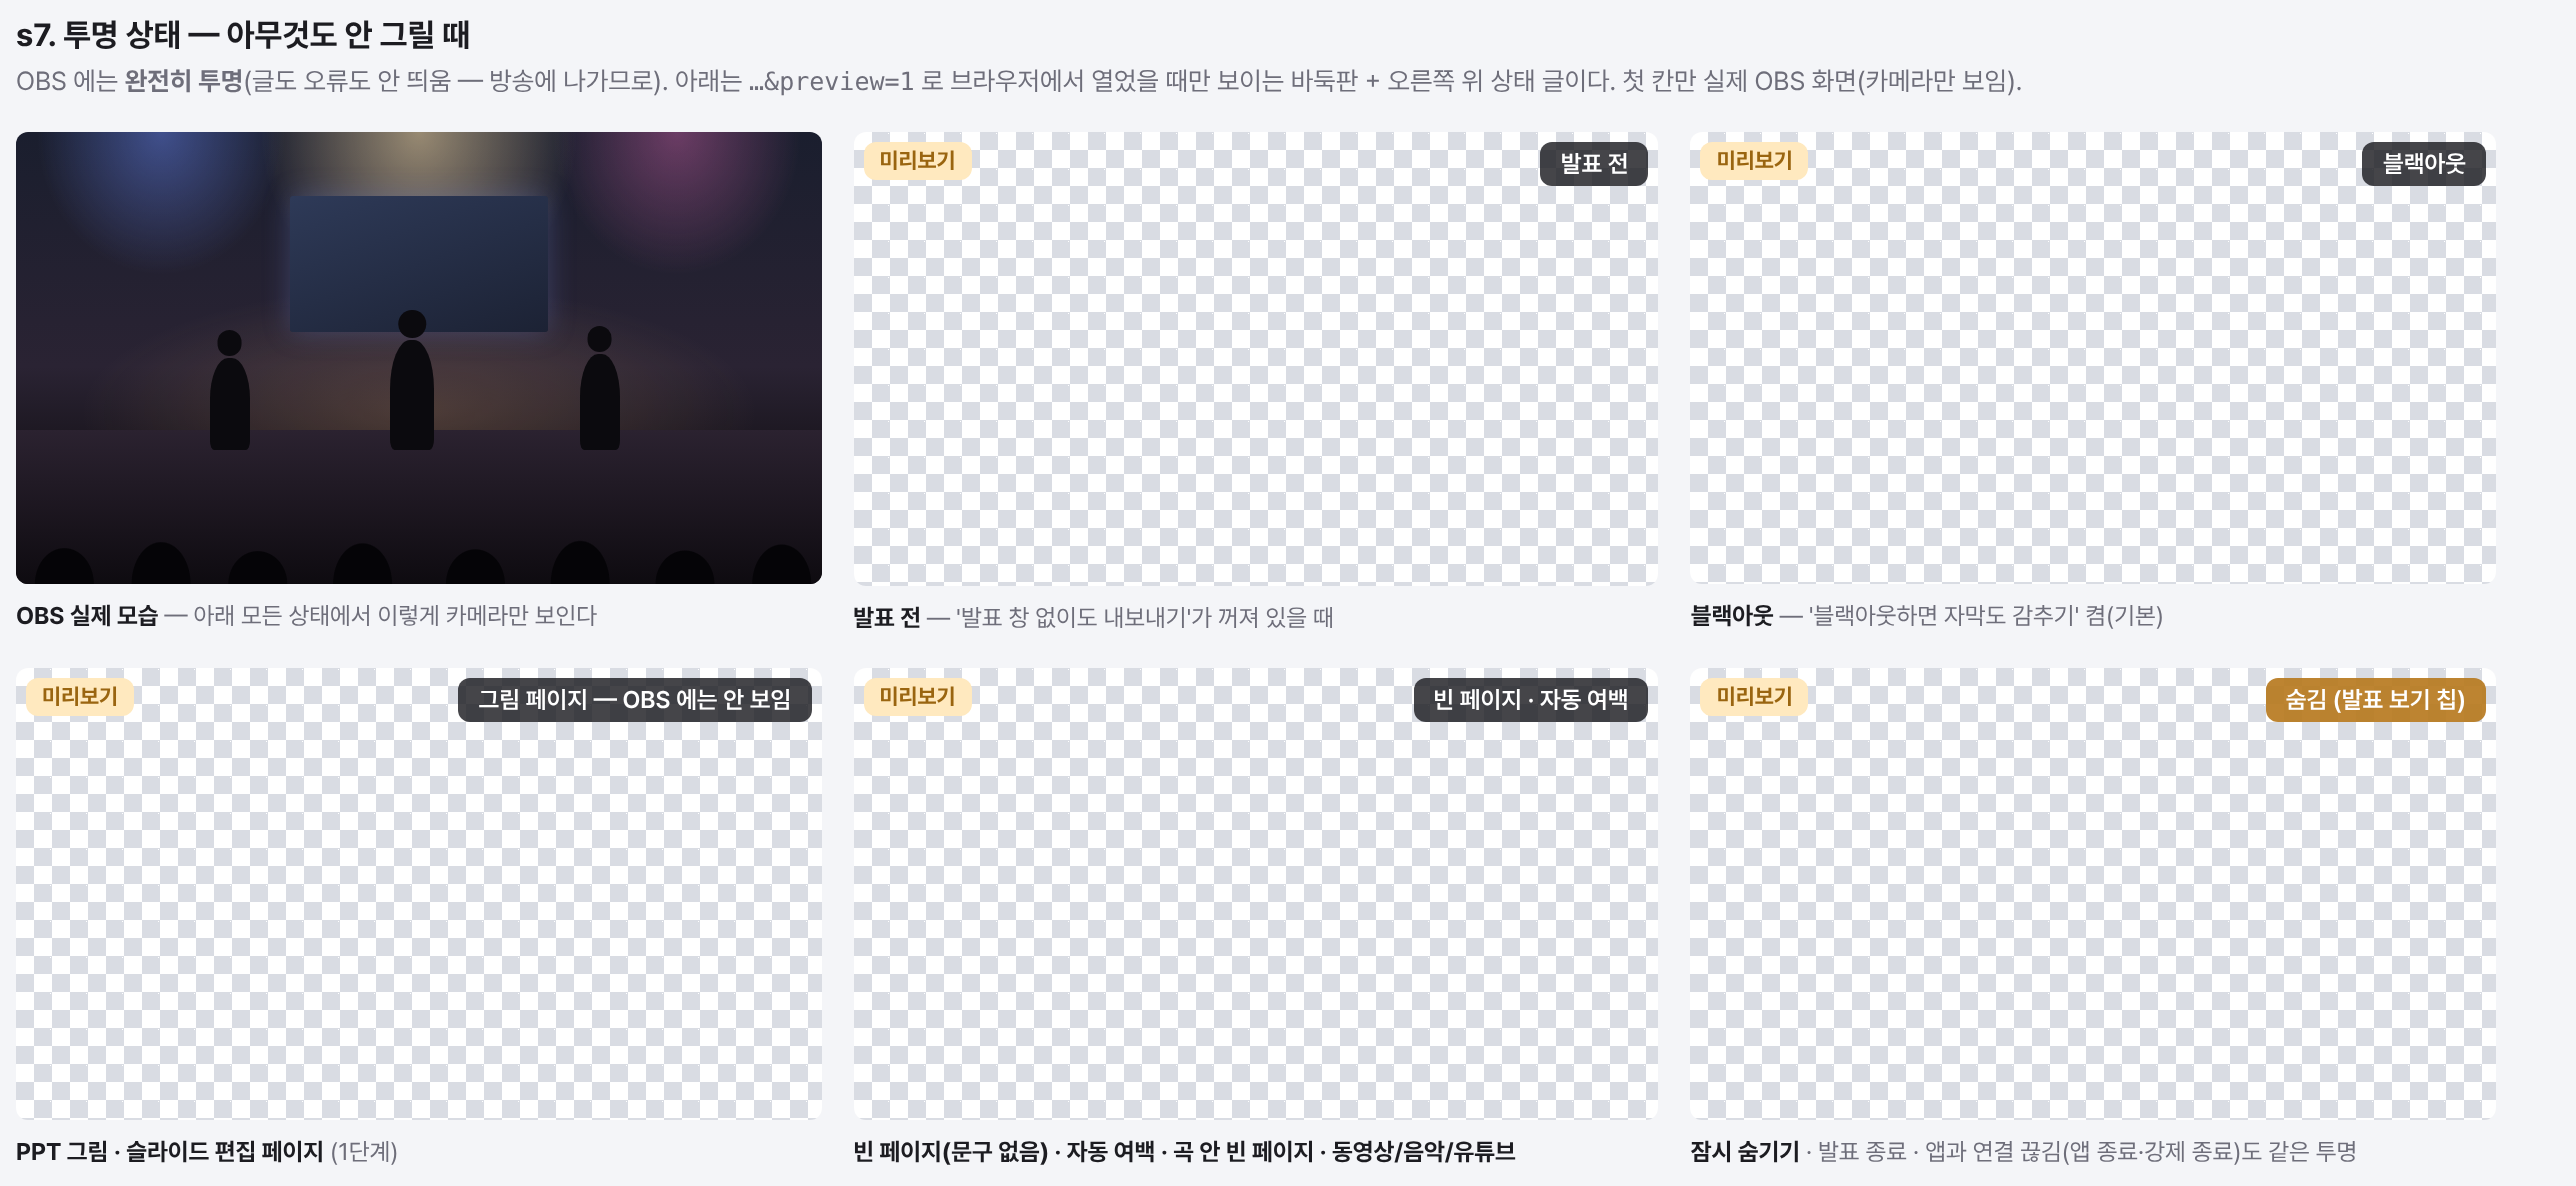 s7. 투명 상태 — 아무것도 안 그릴 때
OBS 에는 완전히 투명(글도 오류도 안 띄움 — 방송에 나가므로). 아래는 …&preview=1 로 브라우저에서 열었을 때만 보이는 바둑판 + 오른쪽 위 상태 글이다. 첫 칸만 실제 OBS 화면(카메라만 보임).
미리보기
발표 전
미리보기
블랙아웃
OBS 실제 모습 — 아래 모든 상태에서 이렇게 카메라만 보인다
발표 전 — '발표 창 없이도 내보내기'가 꺼져 있을 때
블랙아웃 — '블랙아웃하면 자막도 감추기' 켬(기본)
미리보기
그림 페이지 — OBS 에는 안 보임
미리보기
빈 페이지 · 자동 여백
미리보기
숨김 (발표 보기 칩)
PPT 그림 · 슬라이드 편집 페이지 (1단계)
빈 페이지(문구 없음) · 자동 여백 · 곡 안 빈 페이지 · 동영상/음악/유튜브
잠시 숨기기 · 발표 종료 · 앱과 연결 끊김(앱 종료·강제 종료)도 같은 투명